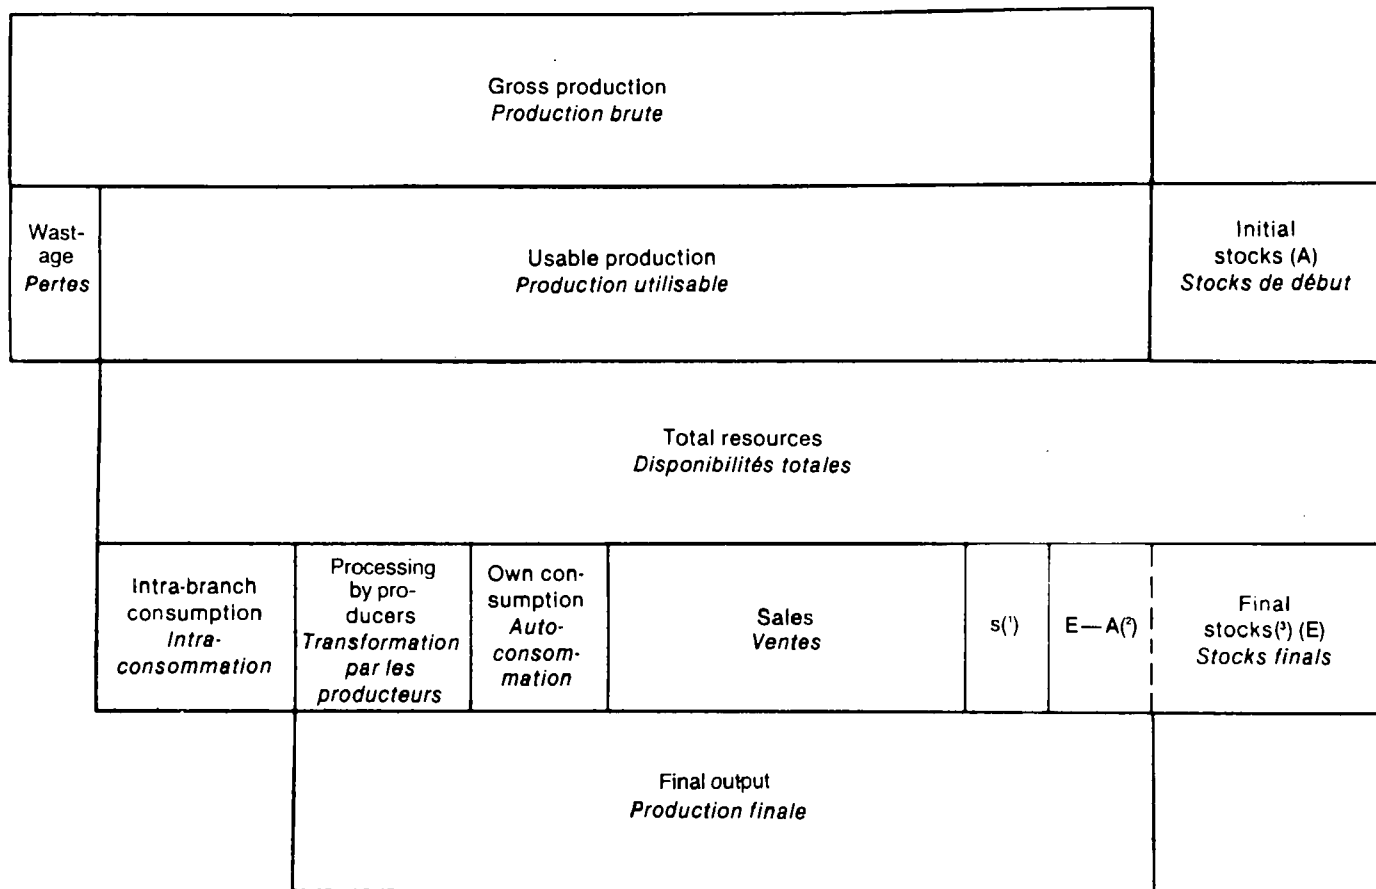 Gross production
Production brute
Wast-
age
Pertes
Usable production
Production utilisable
Initial
stocks (A)
Stocks de début
Total resources
Disponibilités totales
Intra-branch
consumption
Intra-
consommation
Processing
by pro-
ducers
Transformation
par les
producteurs
Own con-
sumption
Auto-
consom-
mation
Sales
Ventes
s(¹)
E—A(²)
Final
stocks(³) (E)
Stocks finals
Final output
Production finale